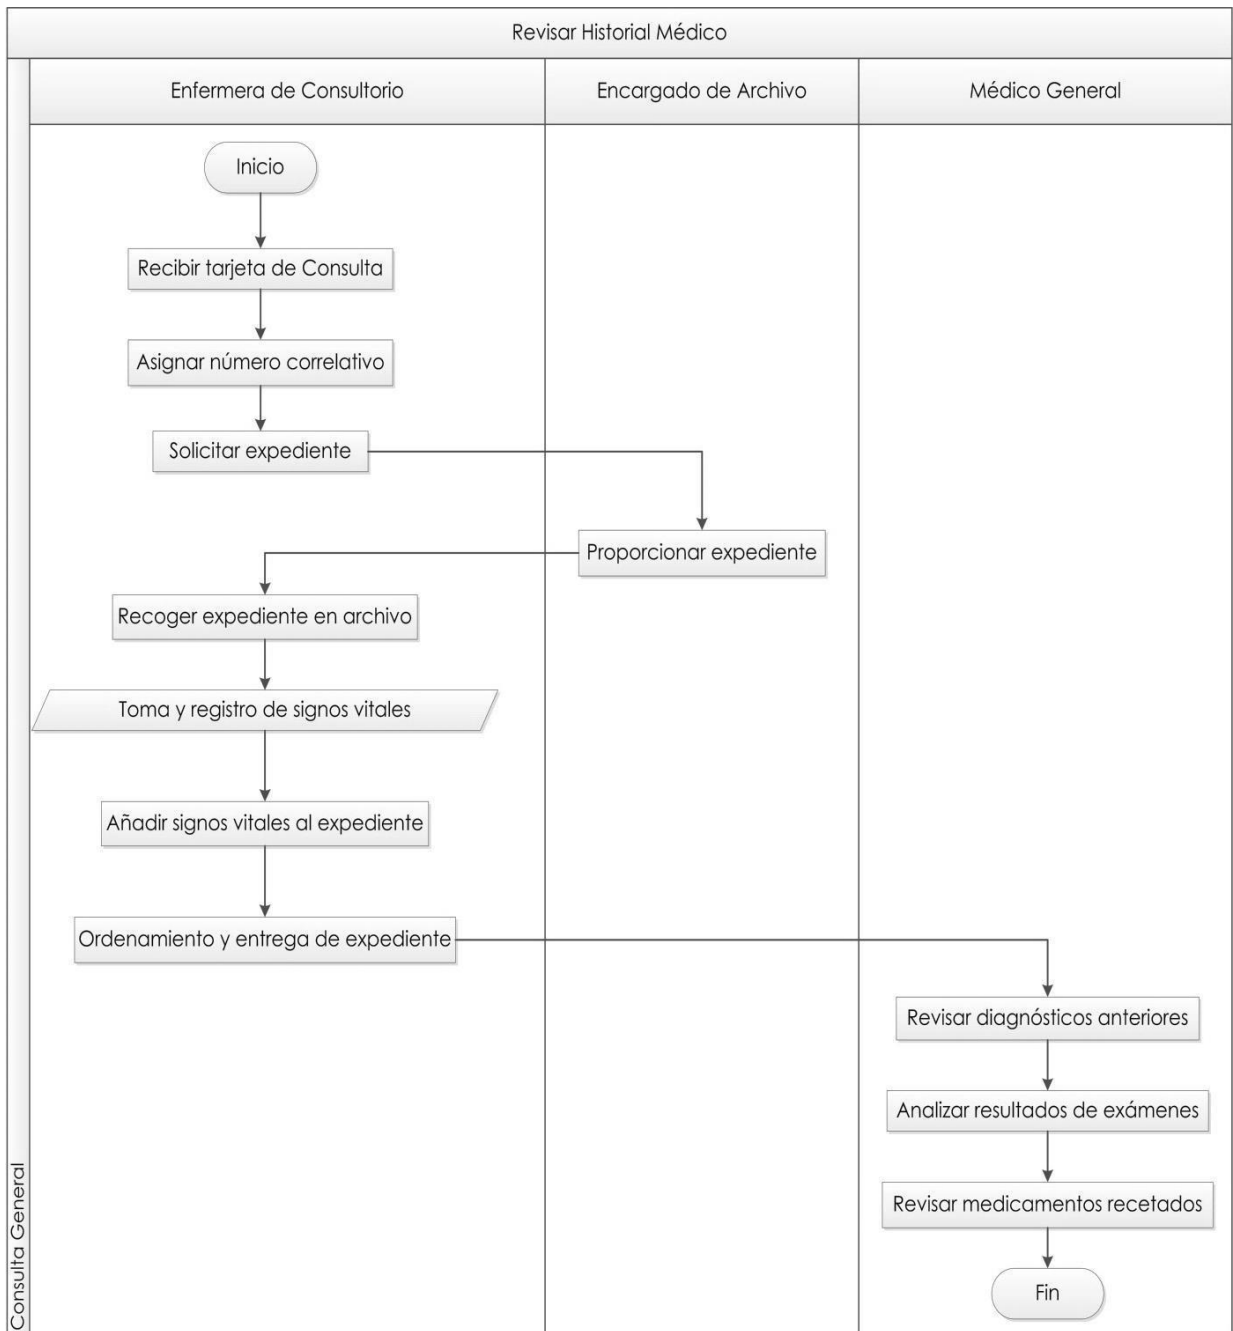 Revisar Historial Médico
Enfermera de Consultorio
Encargado de Archivo
Médico General
Inicio
Recibir tarjeta de Consulta
Asignar número correlativo
Solicitar expediente
Proporcionar expediente
Recoger expediente en archivo
Toma y registro de signos vitales
Añadir signos vitales al expediente
Ordenamiento y entrega de expediente
Revisar diagnósticos anteriores
Analizar resultados de exámenes
Revisar medicamentos recetados
Fin
Consulta General